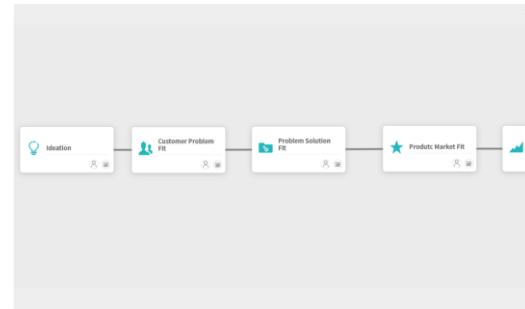 Ideation
Customer Problem
Fit
Problem Solution
Fit
Produtc Market Fit